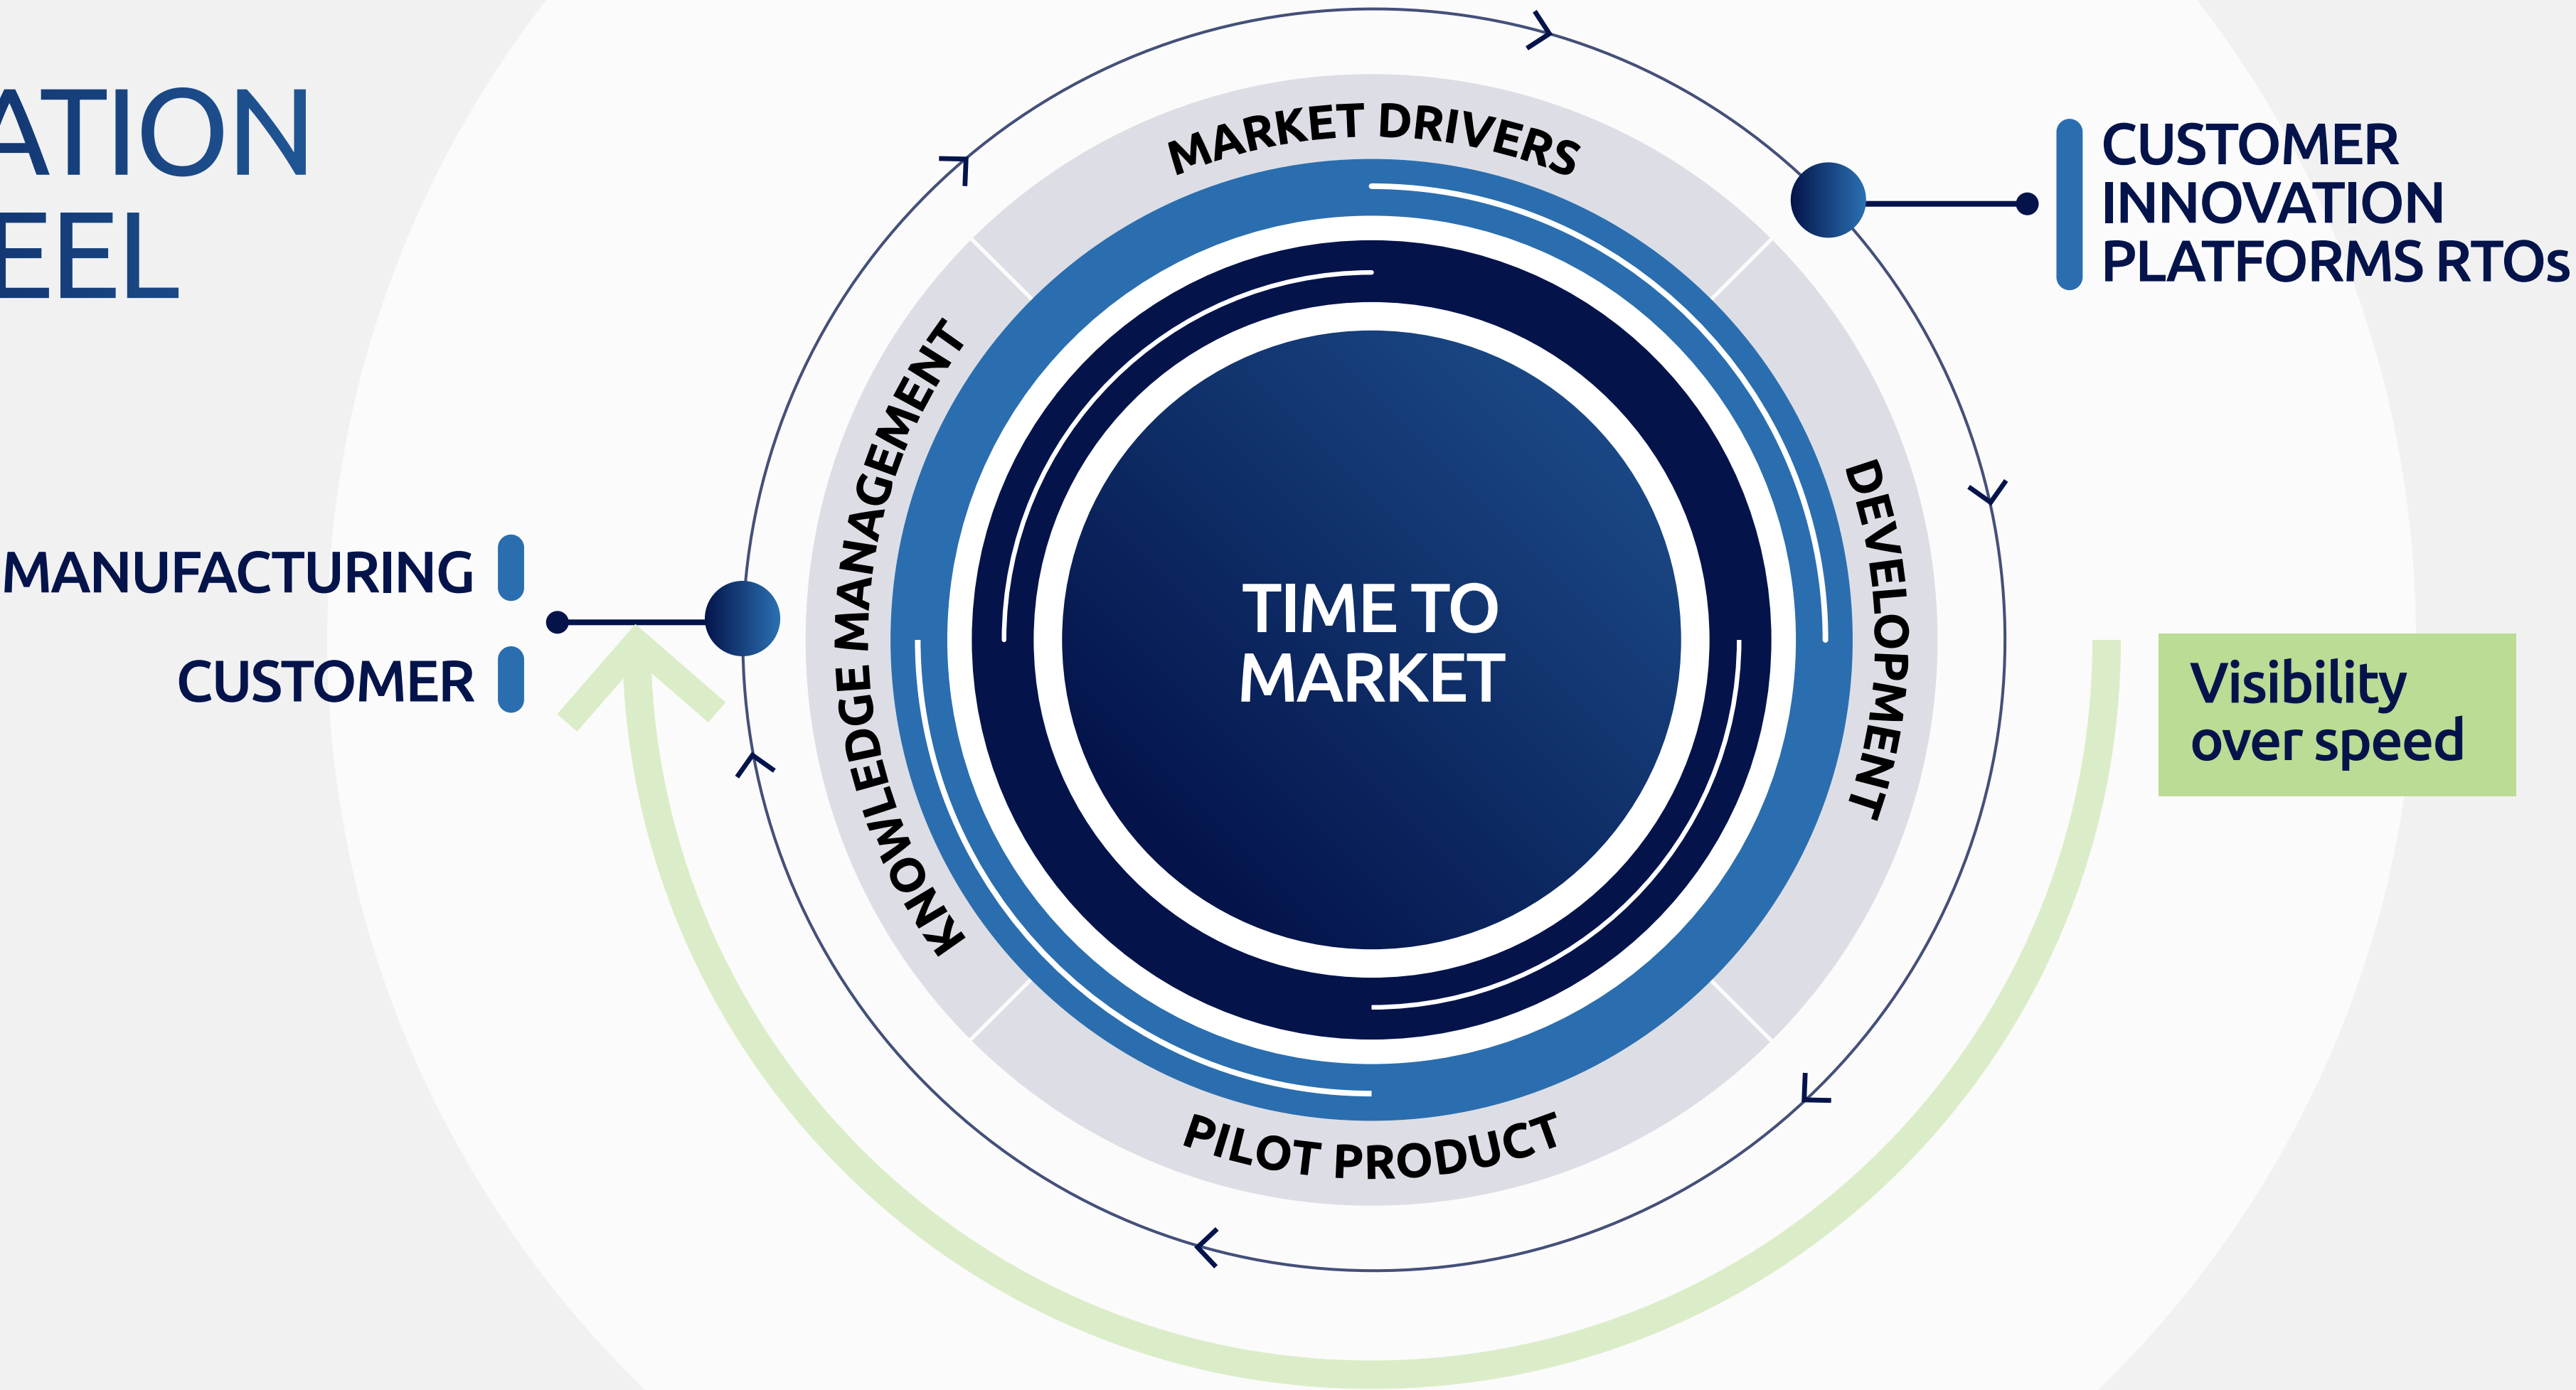 ATION
EEL
MARKET DRIVERS
CUSTOMER
INNOVATION
PLATFORMS RTOs
KNOWLEDGE MANAGEMENT
DEVELOPMENT
MANUFACTURING
CUSTOMER
TIME TO
MARKET
Visibility
over speed
PILOT PRODUCT